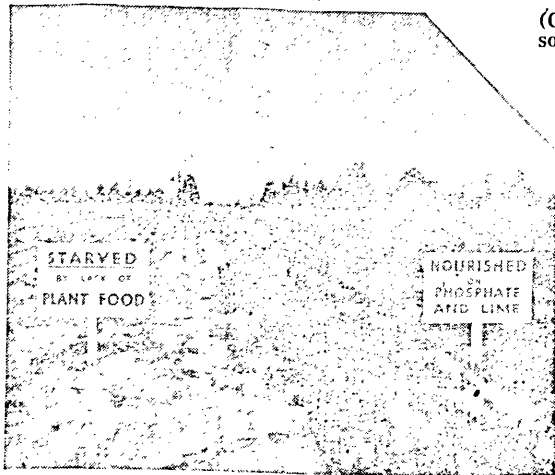 STARVED
BY LACK OF
PLANT FOOD
NOURISHED
ON
PHOSPHATE
AND LIME